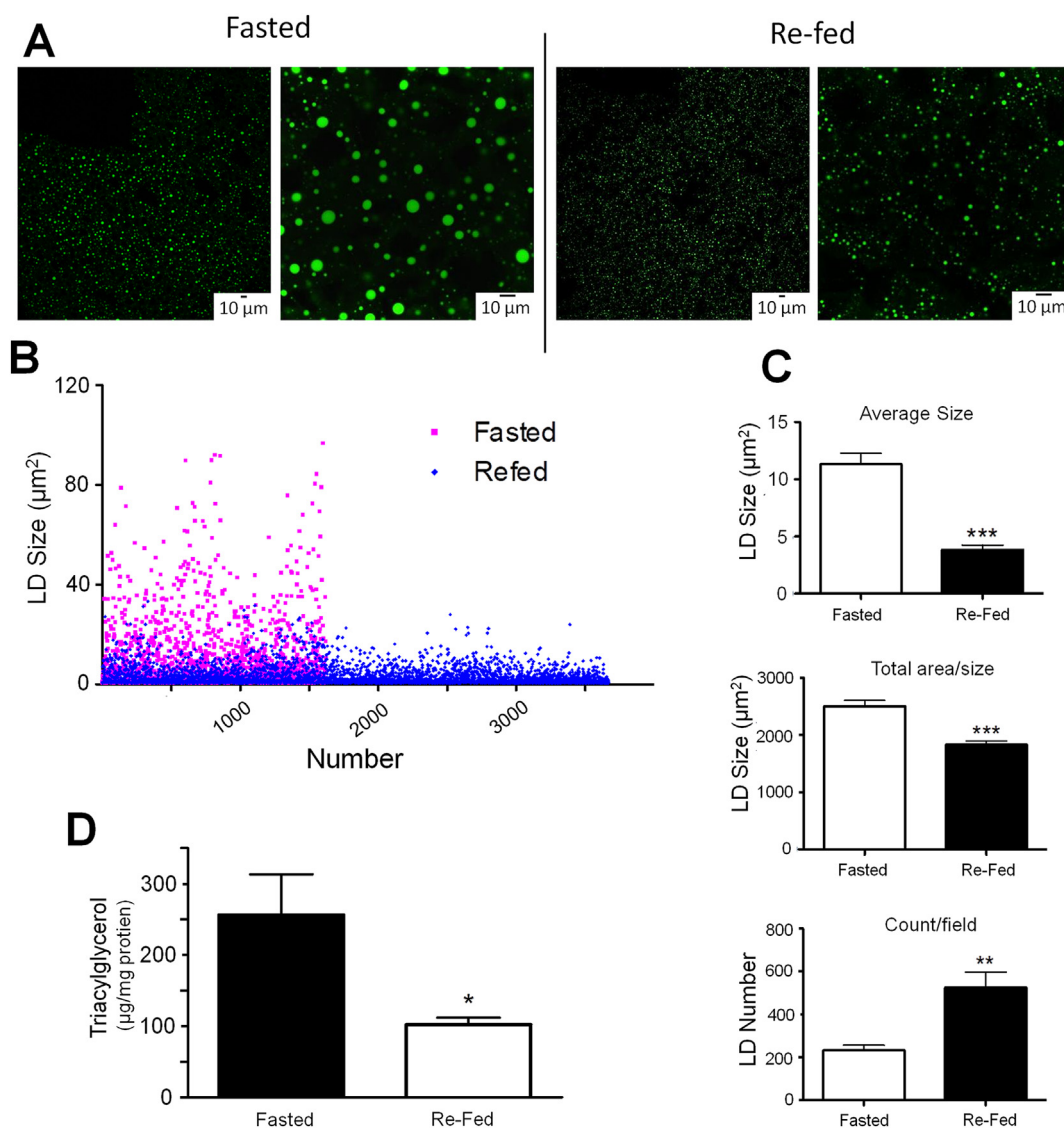 A
Fasted
Re-fed
10 µm
10 µm
10 µm
10 µm
B
LD Size (µm²)
120
80
40
0
Fasted
Refed
1000
2000
3000
Number
C
Average Size
LD Size (µm²)
15
10
5
0
***
Fasted
Re-Fed
Total area/size
LD Size (µm²)
3000
2000
1000
0
***
Fasted
Re-Fed
Count/field
LD Number
800
600
400
200
0
**
Fasted
Re-Fed
D
Triacylglycerol
(µg/mg protien)
300
250
100
0
*
Fasted
Re-Fed